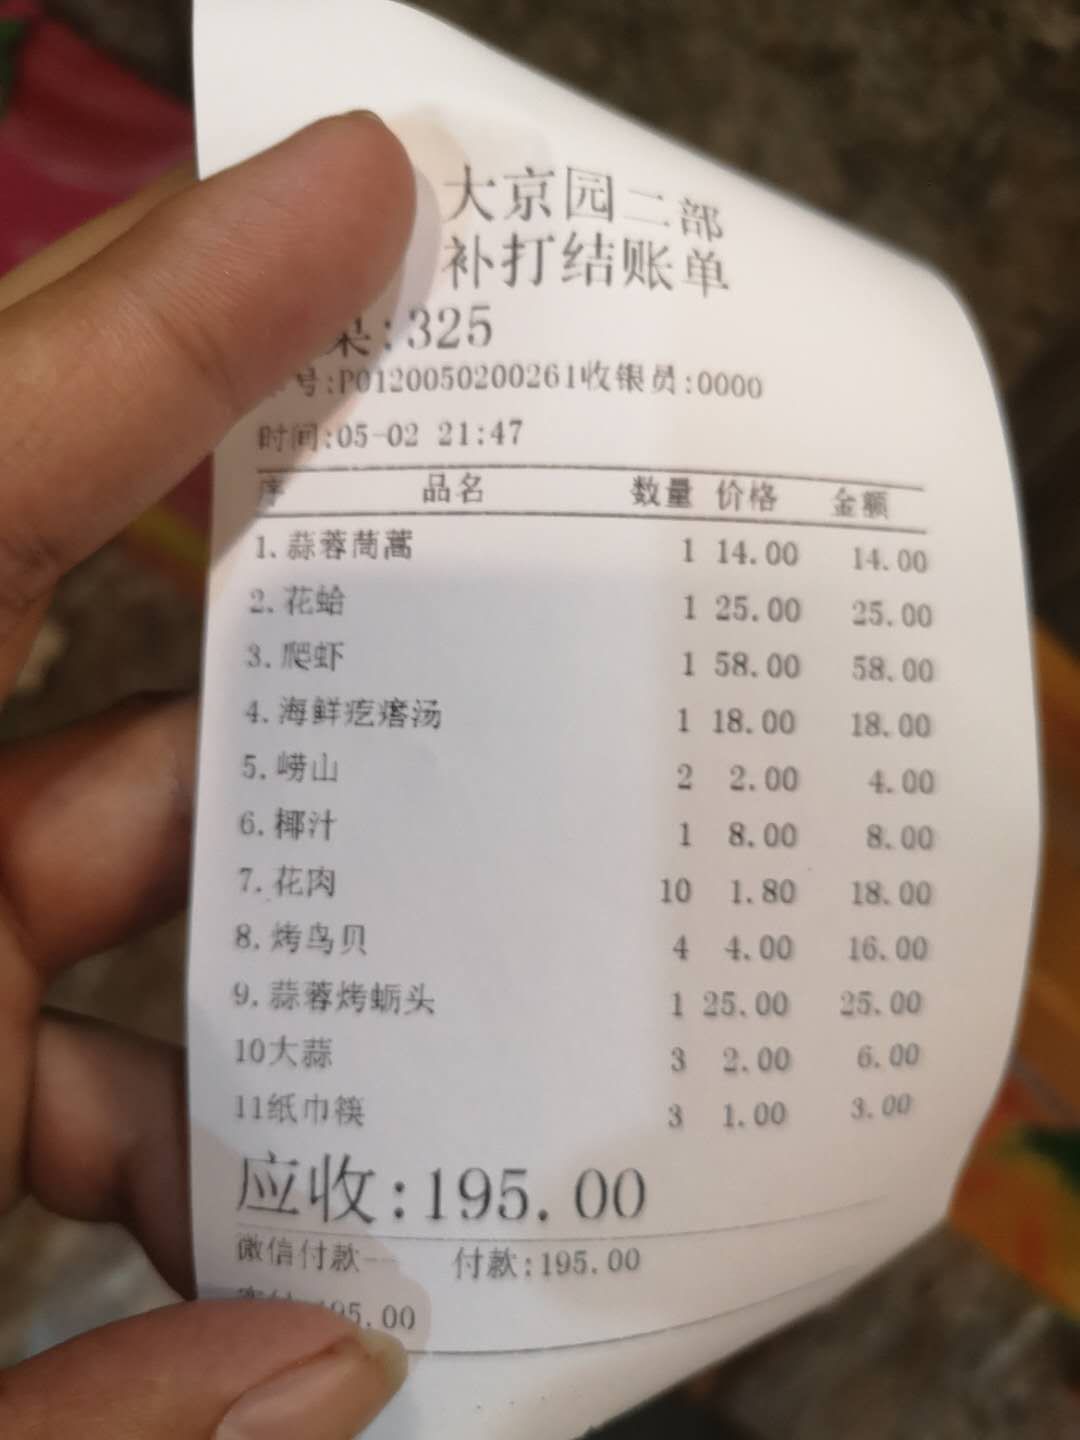 大京园二部
补打结账单
桌:325
号:P0120050200261收银员:0000
时间:05-02 21:47
序 品名 数量 价格 金额
1.蒜蓉茼蒿 1 14.00 14.00
2.花蛤 1 25.00 25.00
3.爬虾 1 58.00 58.00
4.海鲜疙瘩汤 1 18.00 18.00
5.崂山 2 2.00 4.00
6.椰汁 1 8.00 8.00
7.花肉 10 1.80 18.00
8.烤鸟贝 4 4.00 16.00
9.蒜蓉烤蛎头 1 25.00 25.00
10大蒜 3 2.00 6.00
11纸巾筷 3 1.00 3.00
应收:195.00
微信付款-- 付款:195.00
195.00